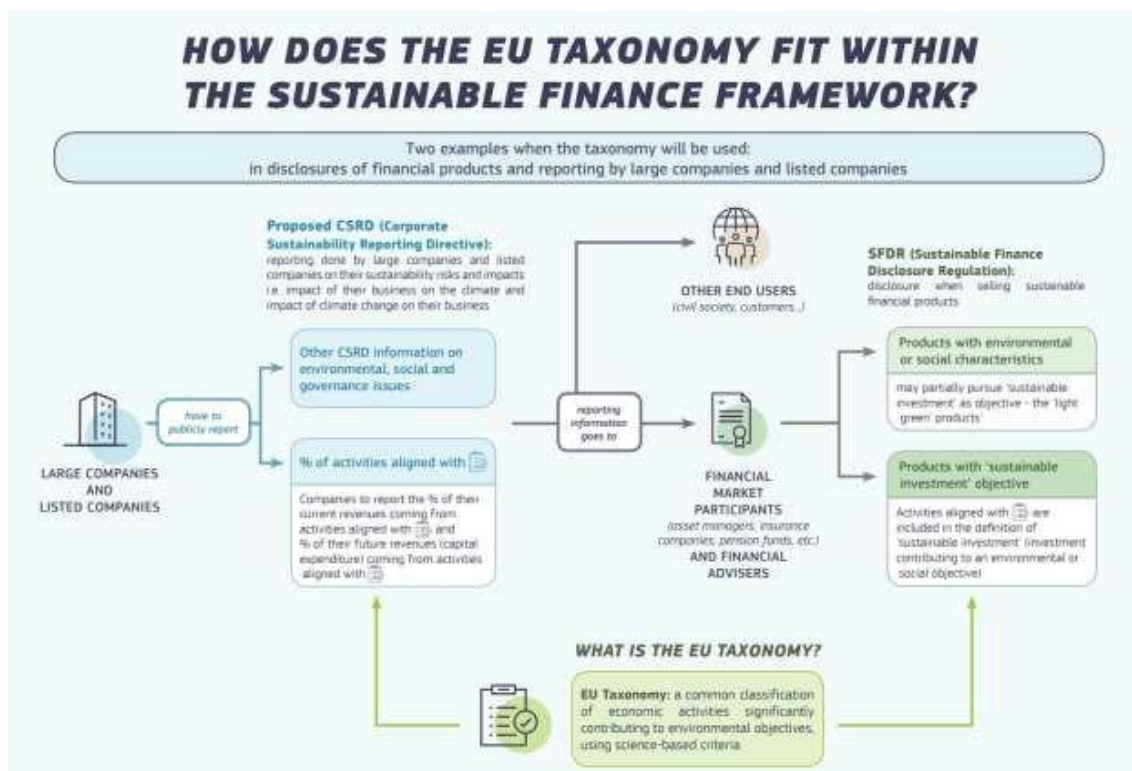 HOW DOES THE EU TAXONOMY FIT WITHIN
THE SUSTAINABLE FINANCE FRAMEWORK?
Two examples when the taxonomy will be used:
in disclosures of financial products and reporting by large companies and listed companies
Proposed CSRD (Corporate
Sustainability Reporting Directive):
reporting done by large companies and listed
companies on their sustainability risks and impacts
i.e. impact of their business on the climate and
impact of climate change on their business
OTHER END USERS
(civil society, customers...)
SFDR (Sustainable Finance
Disclosure Regulation):
disclosure when selling sustainable
financial products
Other CSRD information on
environmental, social and
governance issues
Products with environmental
or social characteristics
may partially pursue 'sustainable
investment' as objective - the 'light
green' products'
have to
publicly report
reporting
information
goes to
LARGE COMPANIES
AND
LISTED COMPANIES
% of activities aligned with
Companies to report the % of their
current revenues coming from
activities aligned with and
% of their future revenues (capital
expenditure) coming from activities
aligned with
FINANCIAL
MARKET
PARTICIPANTS
(asset managers, insurance
companies, pension funds, etc.)
AND FINANCIAL
ADVISERS
Products with 'sustainable
investment' objective
Activities aligned with are
included in the definition of
'sustainable investment' (investment
contributing to an environmental or
social objective)
WHAT IS THE EU TAXONOMY?
EU Taxonomy: a common classification
of economic activities significantly
contributing to environmental objectives,
using science-based criteria